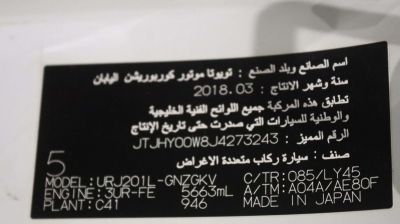 اسم الصانع وبلد الصنع : تويوتا موتور كوربوريشن اليابان
سنة وشهر الانتاج : 2018.03
تطابق هذه المركبة جميع اللوائح الفنية الخليجية
والوطنية للسيارات التي صدرت حتى تاريخ الإنتاج
الرقم المميز : JTJHY00W8J4273243
صنف : سيارة ركاب متعددة الاغراض
5
MODEL: URJ201L-GNZGKV C/TR: 085/LY45
ENGINE: 3UR-FE 5663mL A/TM: A04A/AE80F
PLANT: C41 946 MADE IN JAPAN